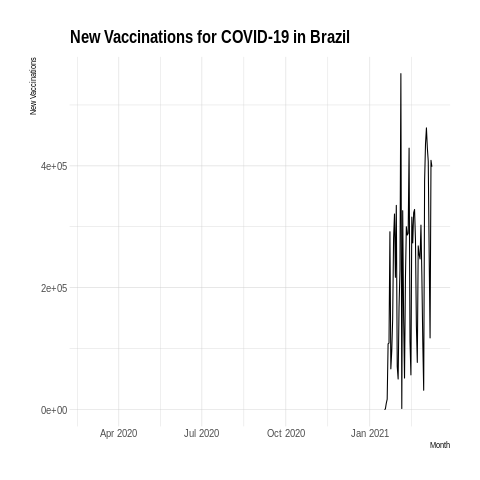 New Vaccinations for COVID-19 in Brazil
New Vaccinations
4e+05
2e+05
0e+00
Apr 2020 Jul 2020 Oct 2020 Jan 2021
Month